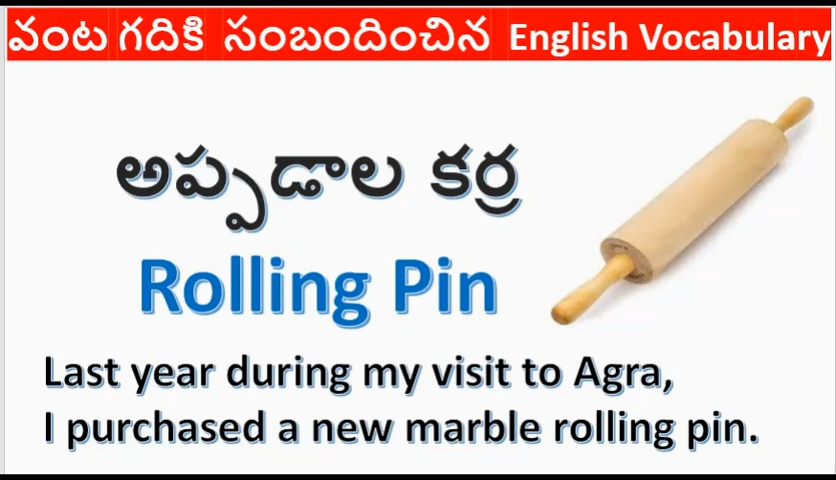 వంట గదికి సంబందించిన English Vocabulary
అప్పడాల కర్ర
Rolling Pin
Last year during my visit to Agra,
I purchased a new marble rolling pin.